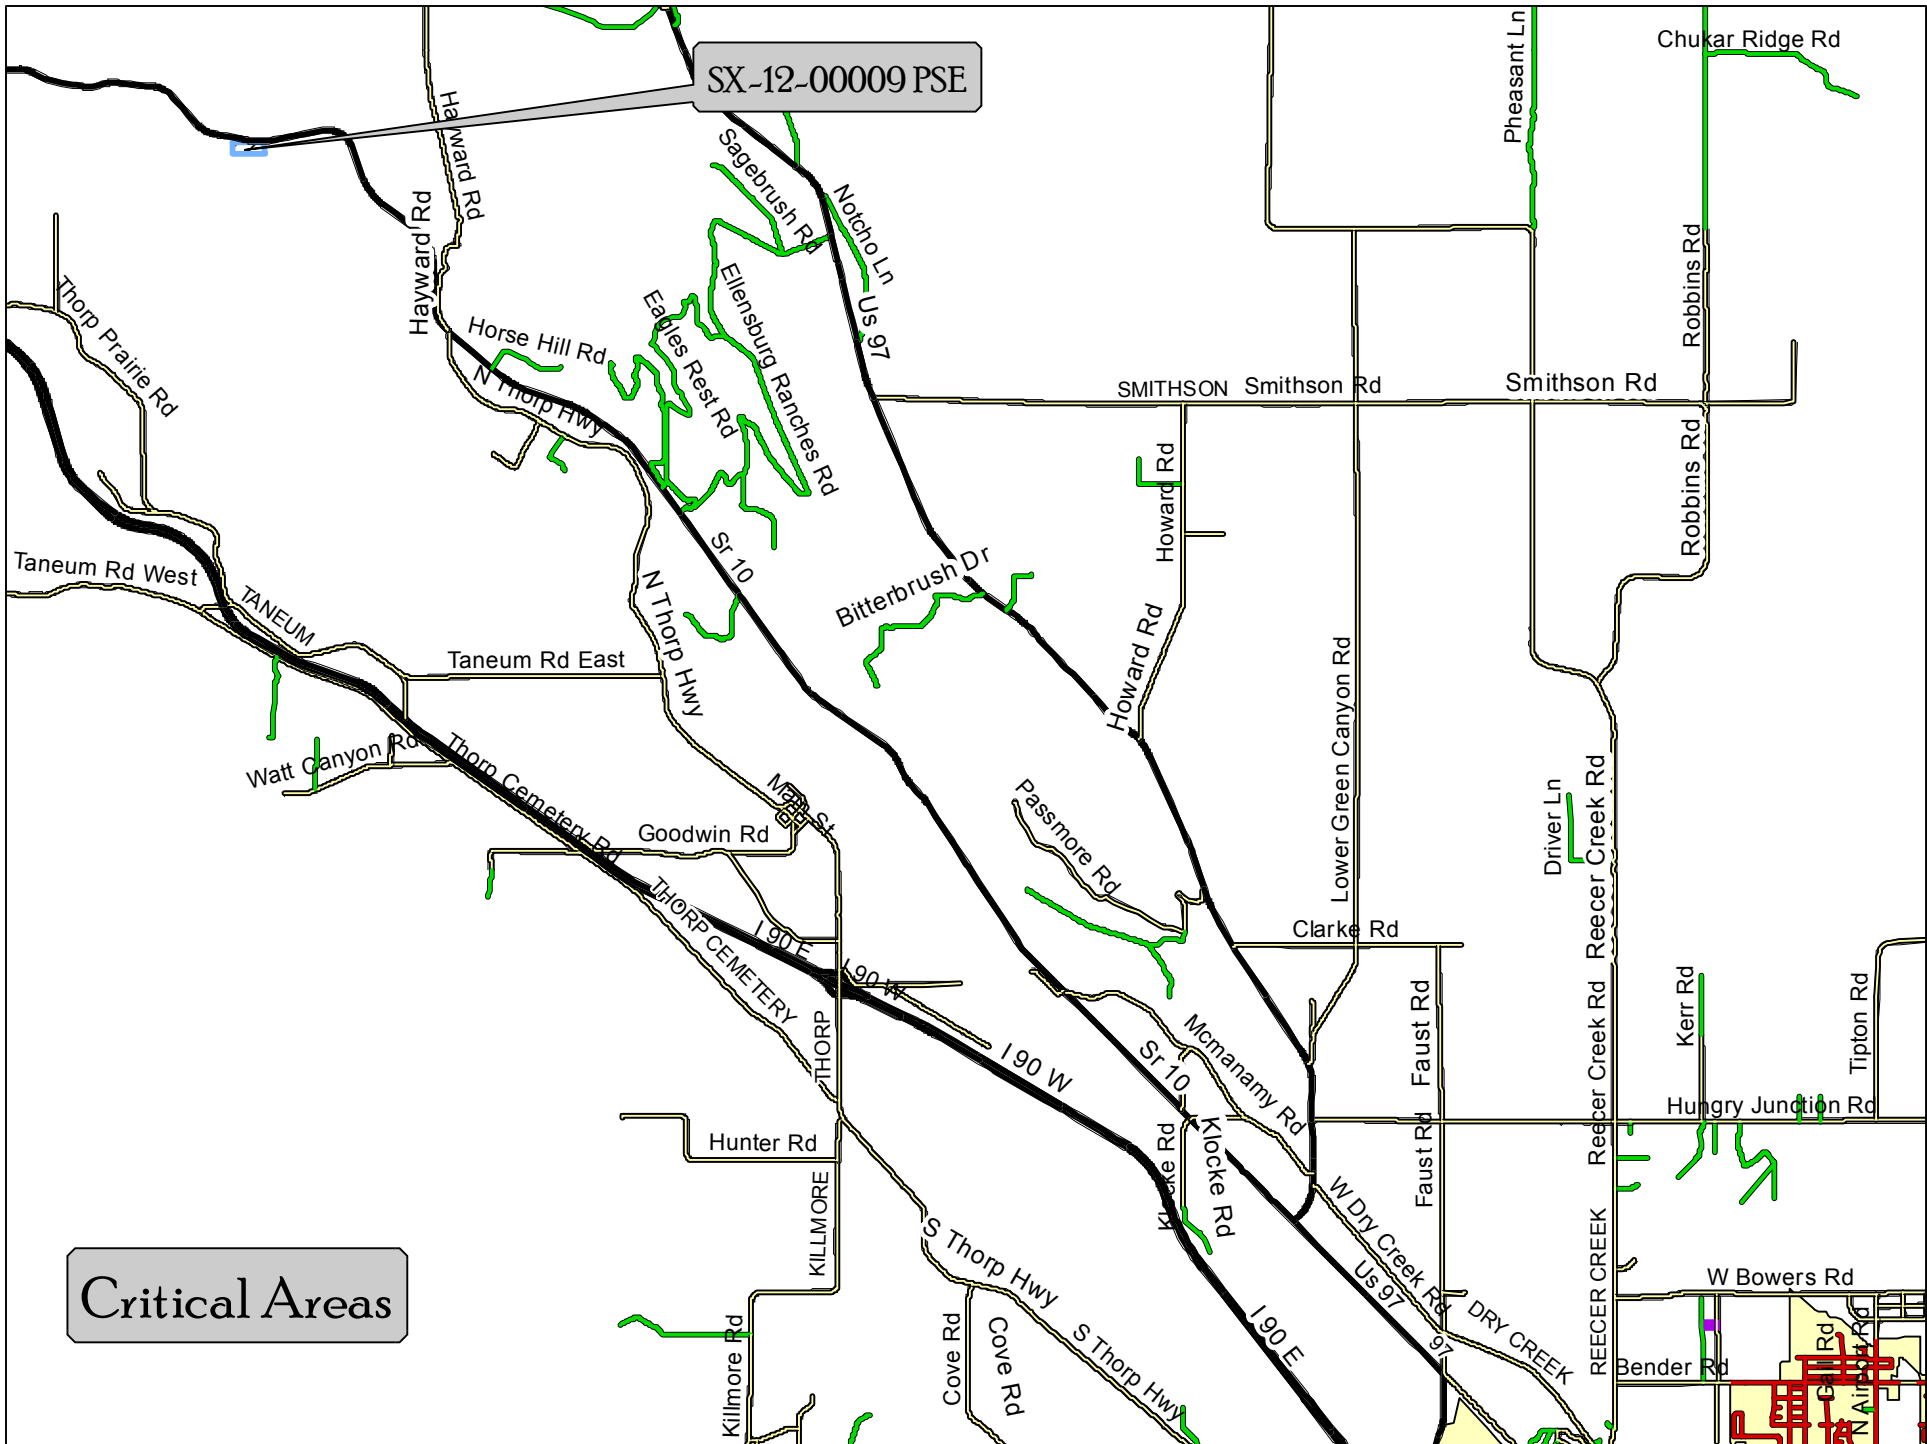 Chukar Ridge Rd
Pheasant Ln
SX-12-00009 PSE
Hayward Rd
Sagebrush Rd
Notcho Ln
Hayward Rd
Robbins Rd
Thorp Prairie Rd
Ellensburg Ranches Rd
Eagles Rest Rd
Us 97
Horse Hill Rd
N Thorp Hwy
SMITHSON
Smithson Rd
Smithson Rd
Robbins Rd
Howard Rd
Sr 10
Bitterbrush Dr
Taneum Rd West
TANEUM
N Thorp Hwy
Howard Rd
Taneum Rd East
Lower Green Canyon Rd
Watt Canyon Rd
Thorp Cemetery Rd
Main St
Passmore Rd
Driver Ln
Reecer Creek Rd
Goodwin Rd
THORP CEMETERY
I 90 E
I 90 W
Clarke Rd
Faust Rd
Reecer Creek Rd
Kerr Rd
Tipton Rd
THORP
I 90 W
Sr 10
Mcmanamy Rd
Hungry Junction Rd
Hunter Rd
Klocke Rd
Klocke Rd
Faust Rd
KILLMORE
S Thorp Hwy
W Dry Creek Rd
REECER CREEK
W Bowers Rd
Us 97
Critical Areas
Killmore Rd
Cove Rd
Cove Rd
S Thorp Hwy
I 90 E
97
DRY CREEK
Bender Rd
Gail Rd
N Airport Rd